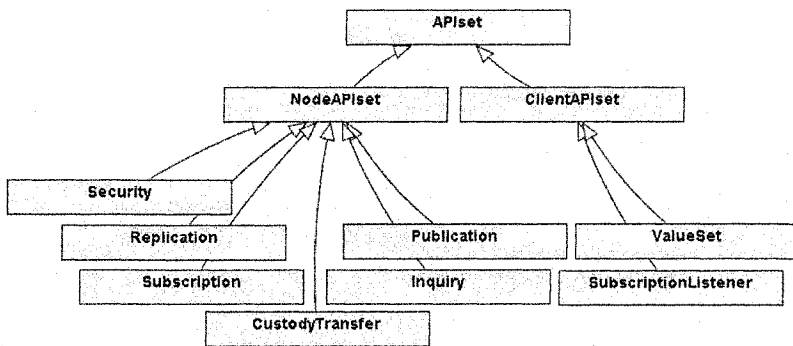 APIset
NodeAPIset
ClientAPIset
Security
Replication
Publication
ValueSet
Subscription
Inquiry
SubscriptionListener
CustodyTransfer